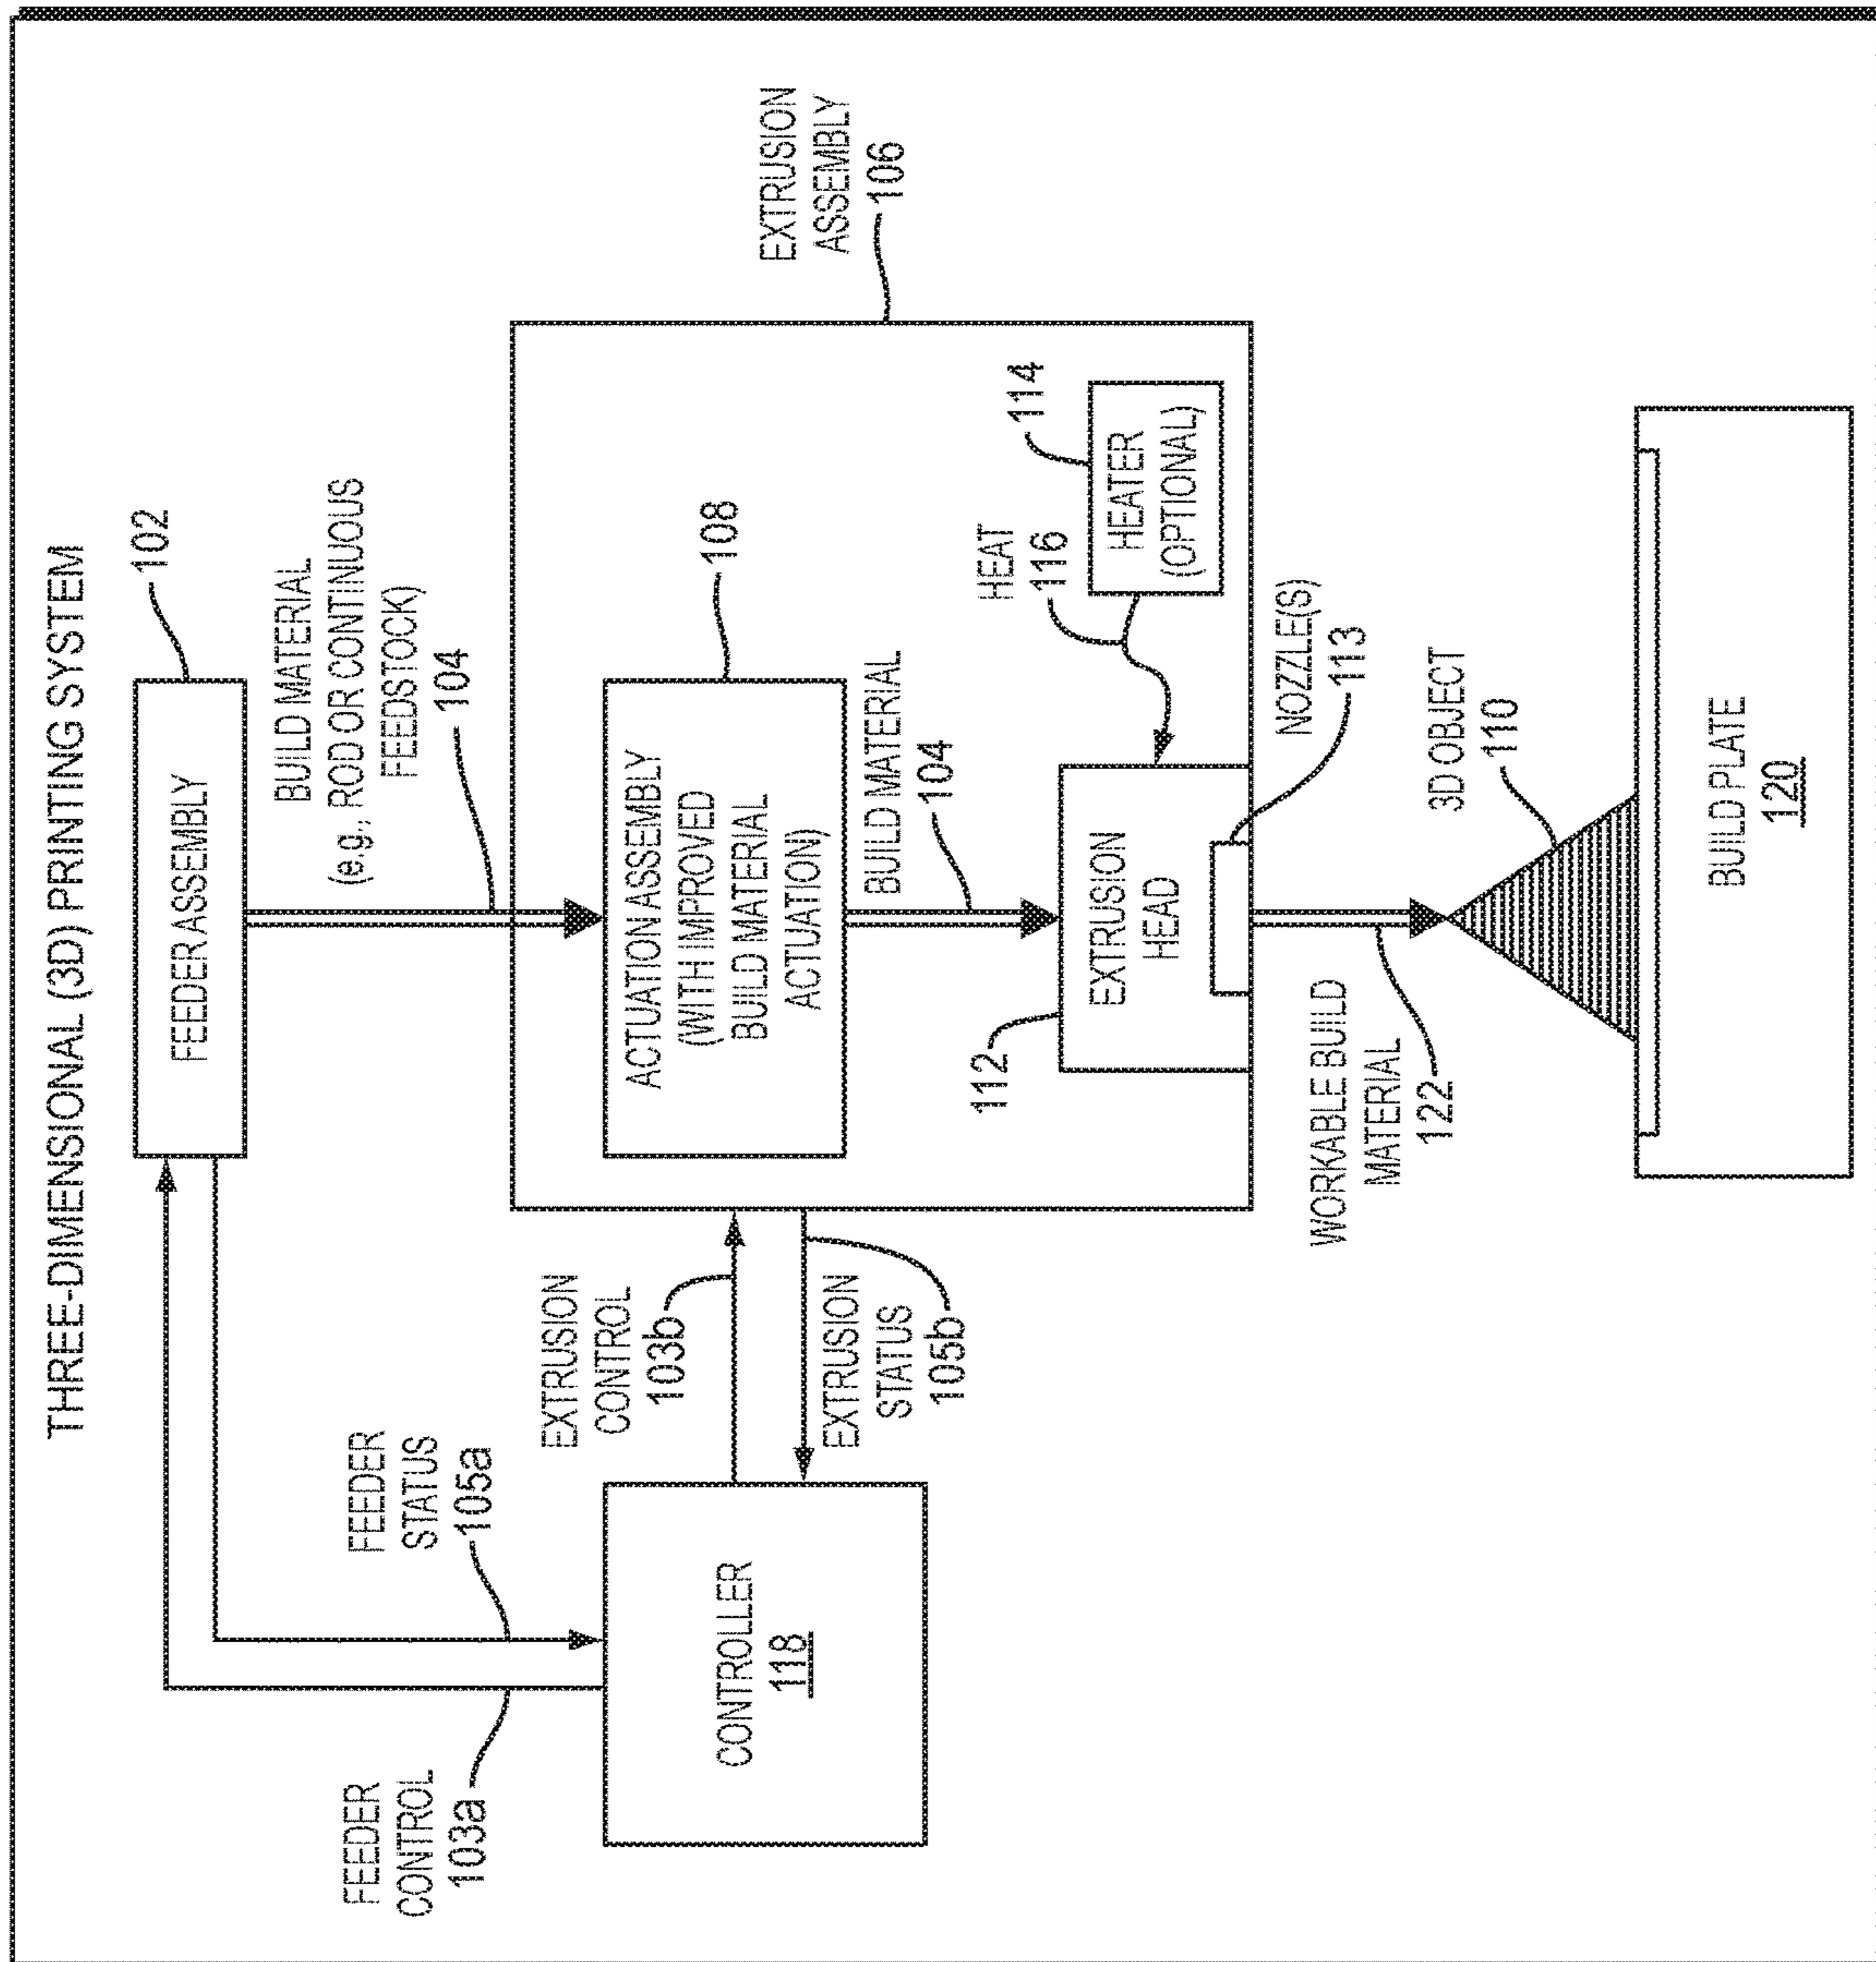 THREE-DIMENSIONAL (3D) PRINTING SYSTEM
FEEDER ASSEMBLY
102
BUILD MATERIAL
(e.g., ROD OR CONTINUOUS
FEEDSTOCK)
104
FEEDER
CONTROL
103a
FEEDER
STATUS
105a
EXTRUSION
CONTROL
103b
EXTRUSION
STATUS
105b
CONTROLLER
118
EXTRUSION
ASSEMBLY
106
ACTUATION ASSEMBLY
(WITH IMPROVED
BUILD MATERIAL
ACTUATION)
108
BUILD MATERIAL
104
HEAT
116
HEATER
(OPTIONAL)
114
EXTRUSION
HEAD
112
NOZZLE(S)
113
WORKABLE BUILD
MATERIAL
122
3D OBJECT
110
BUILD PLATE
120